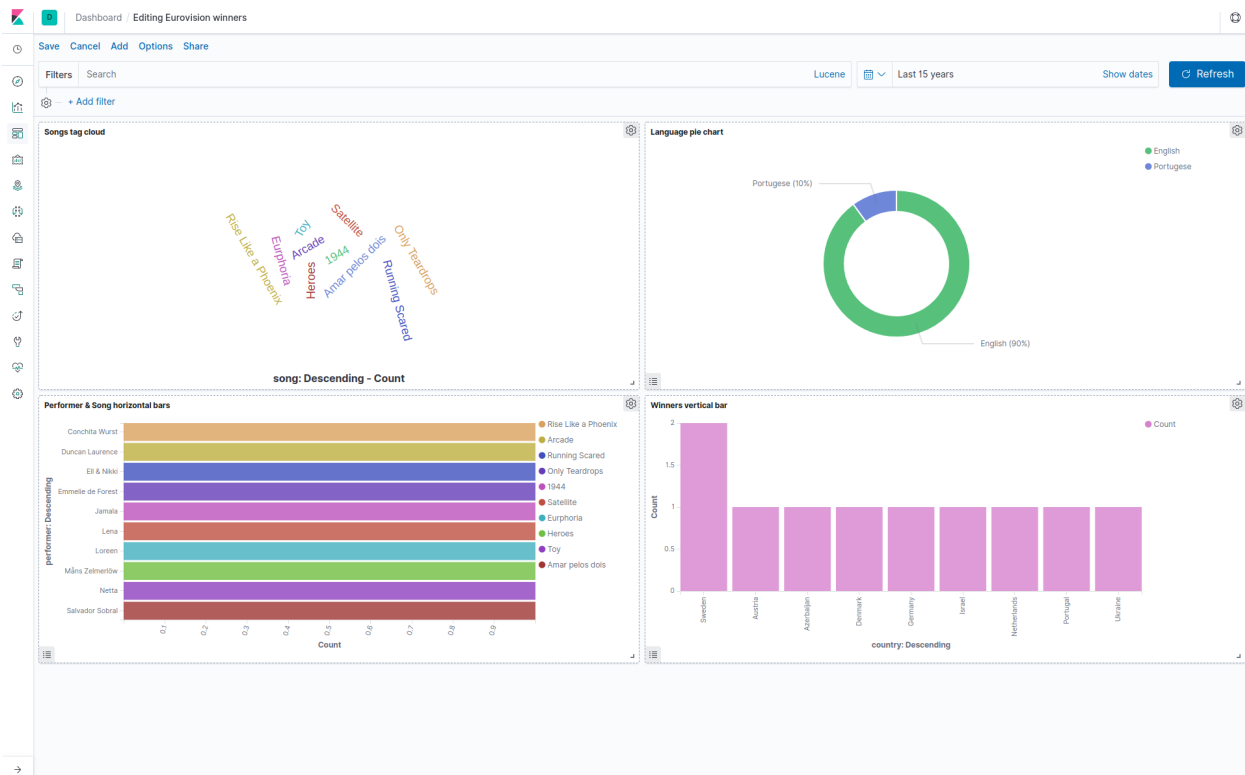 D Dashboard / Editing Eurovision winners
Save Cancel Add Options Share
Filters Search Lucene Last 15 years Show dates Refresh
+ Add filter
Songs tag cloud
Rise Like a Phoenix
Eurphoria
Toy
Arcade
Heroes
Satellite
1944
Amar pelos dois
Only Teardrops
Running Scared
song: Descending - Count
Language pie chart
English
Portugese
Portugese (10%)
English (90%)
Performer & Song horizontal bars
performer: Descending
Conchita Wurst
Duncan Laurence
Ell & Nikki
Emmelie de Forest
Jamala
Lena
Loreen
Måns Zelmerlöw
Netta
Salvador Sobral
0.1 0.2 0.3 0.4 0.5 0.6 0.7 0.8 0.9
Count
Rise Like a Phoenix
Arcade
Running Scared
Only Teardrops
1944
Satellite
Eurphoria
Heroes
Toy
Amar pelos dois
Winners vertical bar
Count
2
1.5
1
0.5
0
Count
Sweden
Austria
Azerbaijan
Denmark
Germany
Israel
Netherlands
Portugal
Ukraine
country: Descending